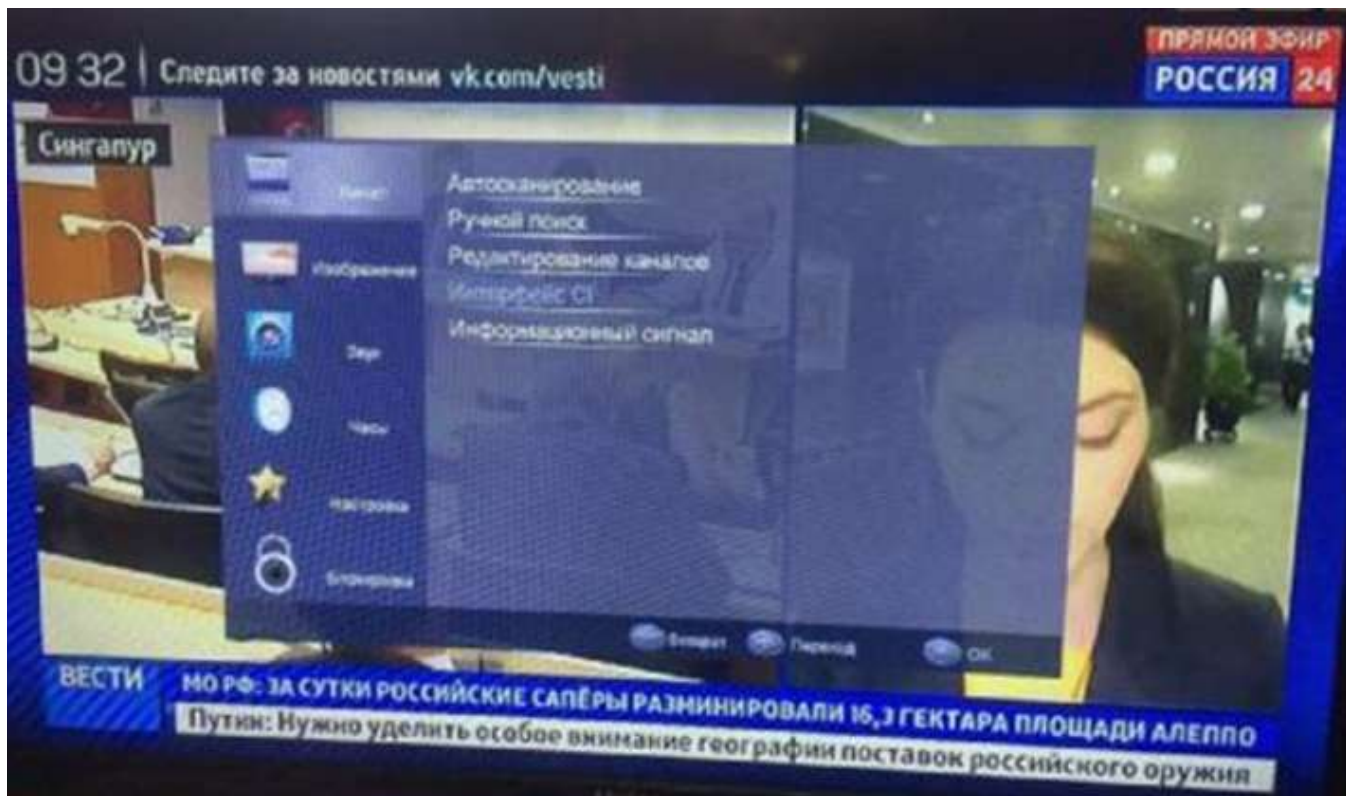 09 32 Следите за новостями vk.com/vesti
ПРЯМОЙ ЭФИР
РОССИЯ 24
Сингапур
Автосканирование
Ручной поиск
Редактирование каналов
Интерфейс CI
Информационный сигнал
Изображение
Звук
Часы
Настройка
Блокировка
Возврат Переход OK
ВЕСТИ
МО РФ: ЗА СУТКИ РОССИЙСКИЕ САПЁРЫ РАЗМИНИРОВАЛИ 16,3 ГЕКТАРА ПЛОЩАДИ АЛЕППО
Путин: Нужно уделить особое внимание географии поставок российского оружия